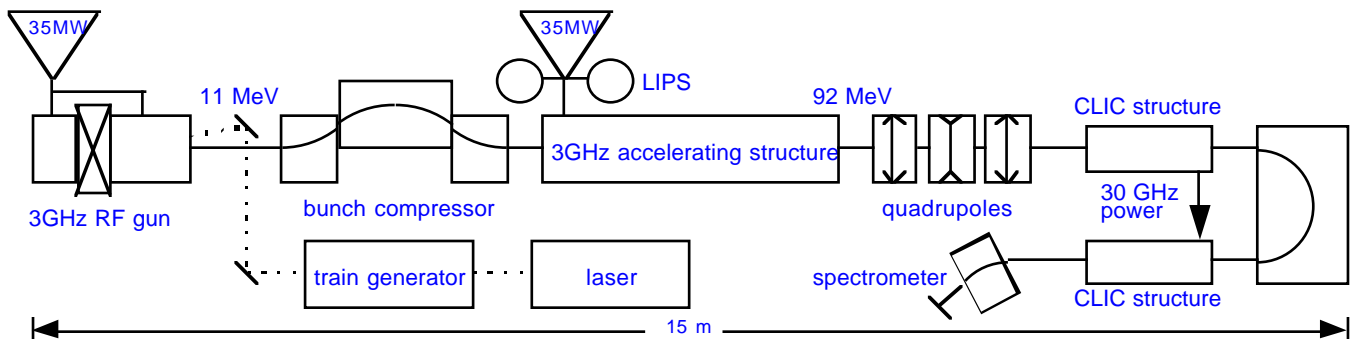 35MW
35MW
LIPS
11 MeV
92 MeV
CLIC structure
3GHz accelerating structure
3GHz RF gun
bunch compressor
quadrupoles
30 GHz
power
train generator
laser
spectrometer
CLIC structure
15 m